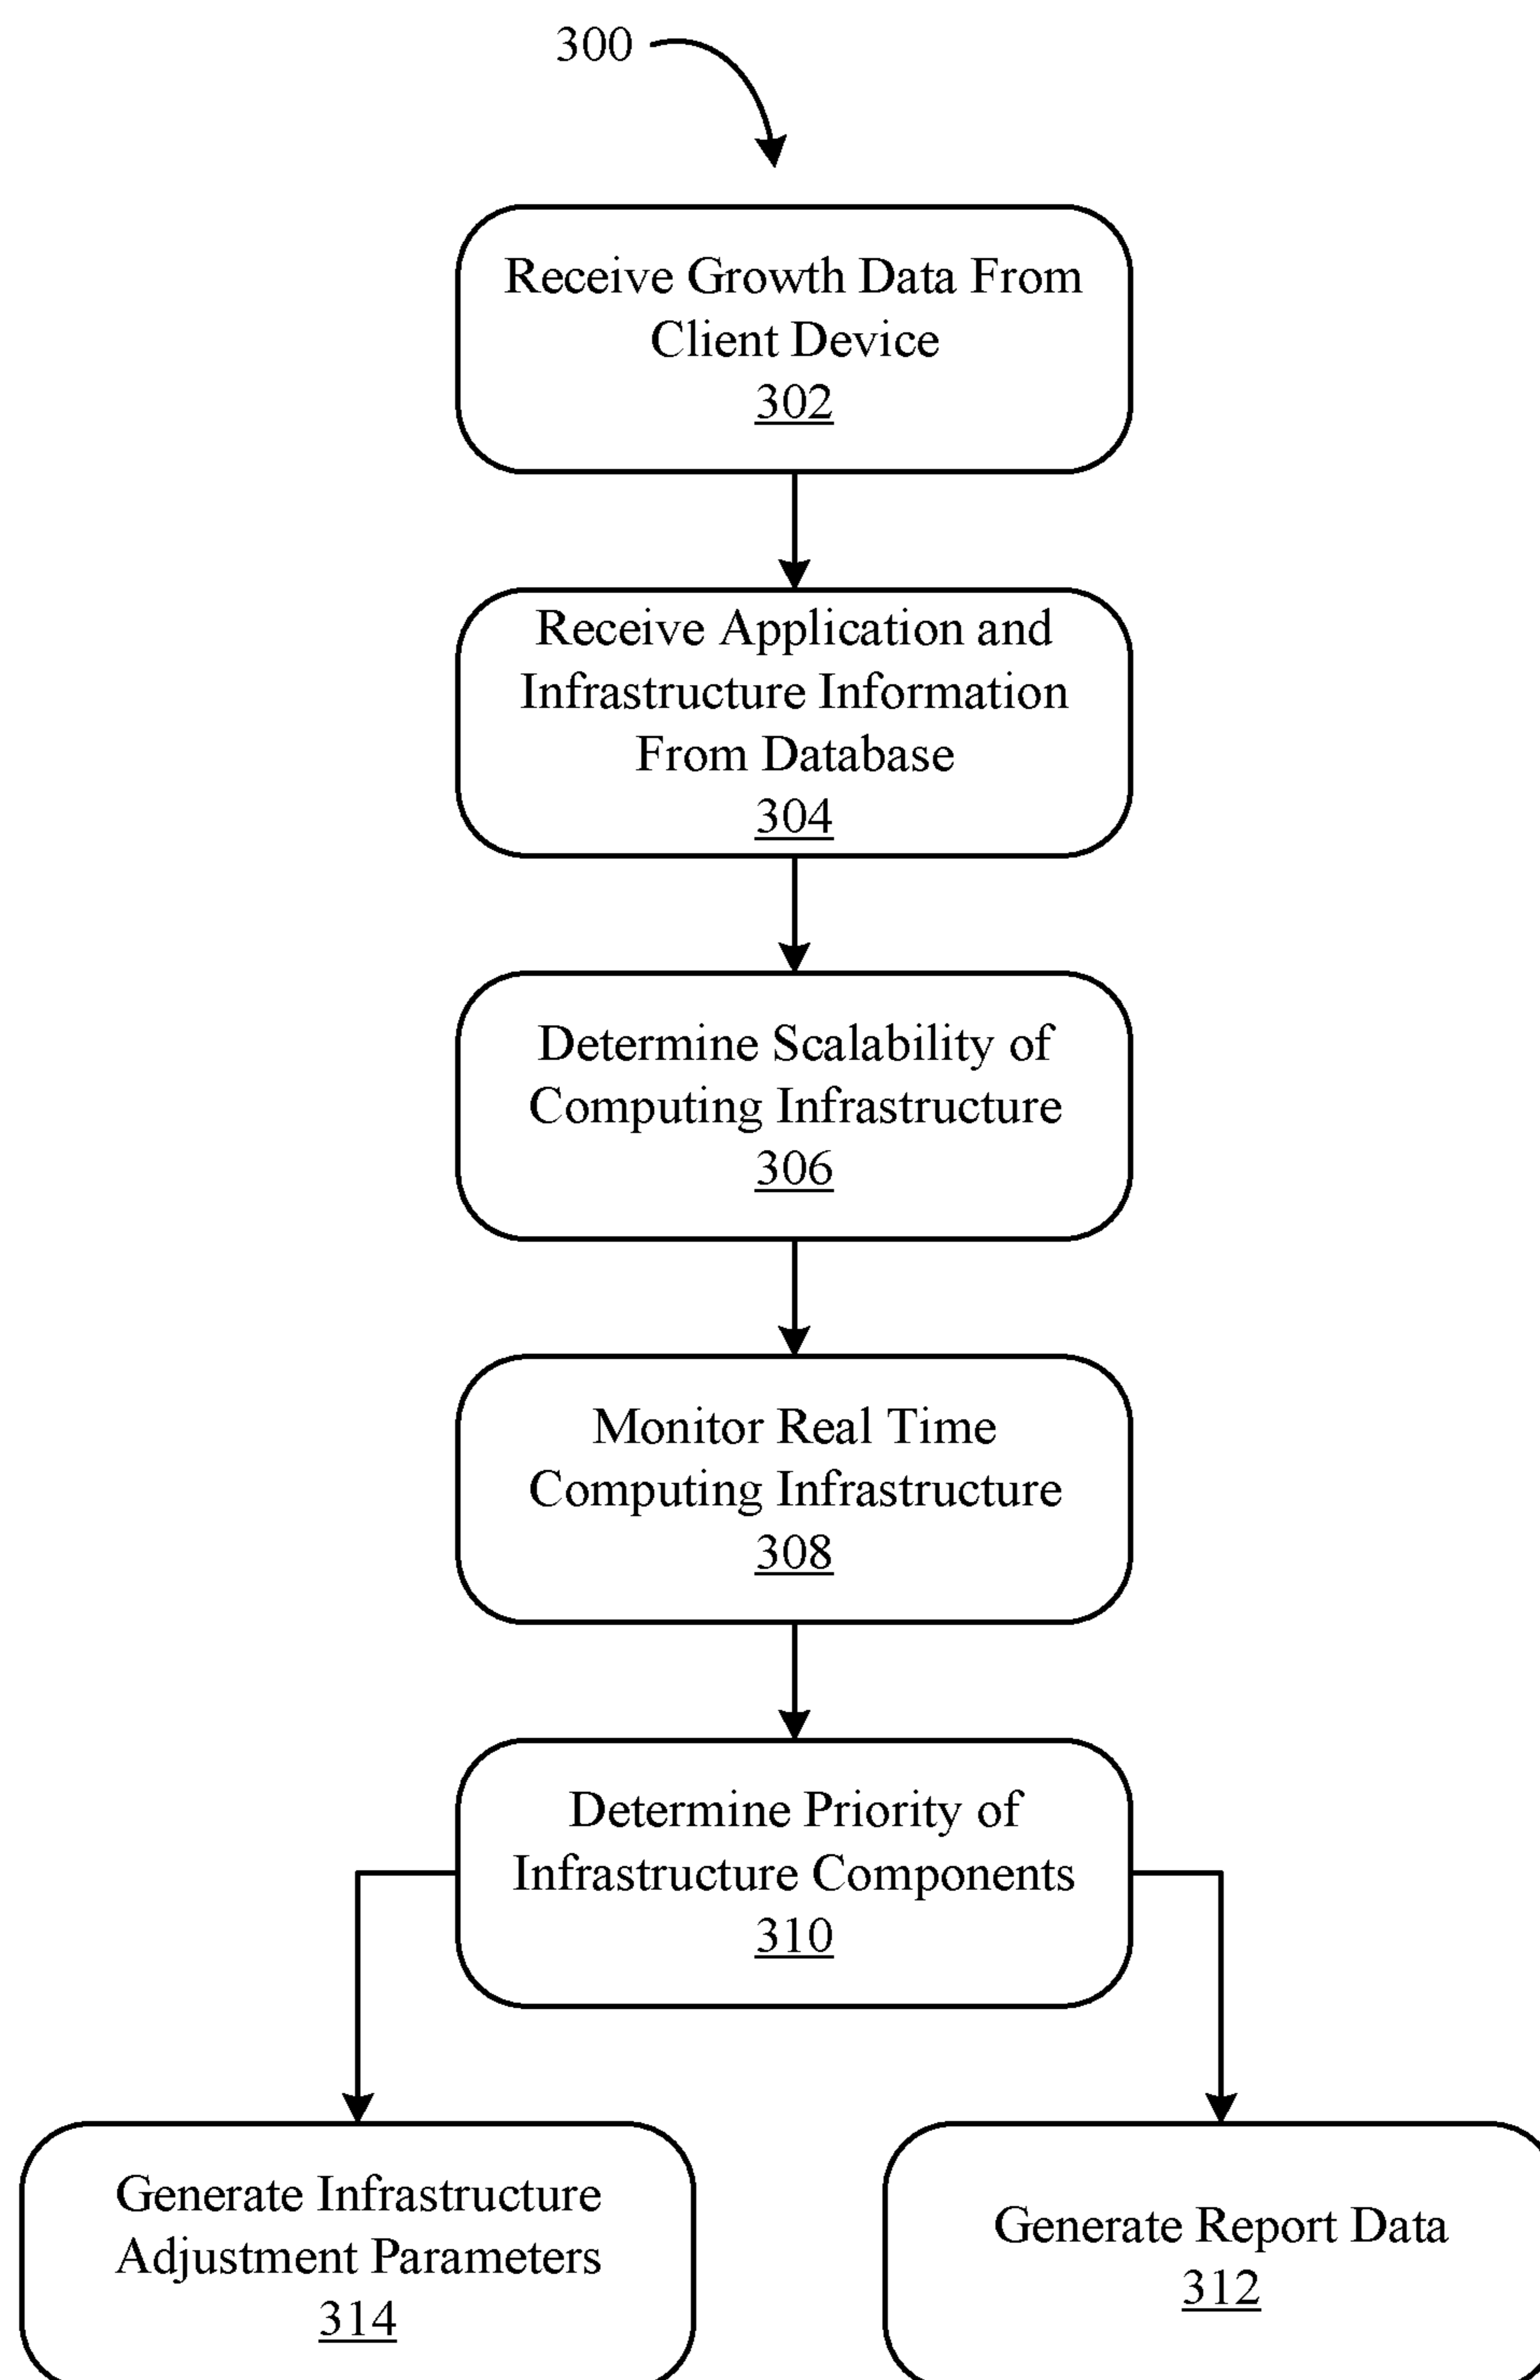 300
Receive Growth Data From
Client Device
302
Receive Application and
Infrastructure Information
From Database
304
Determine Scalability of
Computing Infrastructure
306
Monitor Real Time
Computing Infrastructure
308
Determine Priority of
Infrastructure Components
310
Generate Infrastructure
Adjustment Parameters
314
Generate Report Data
312